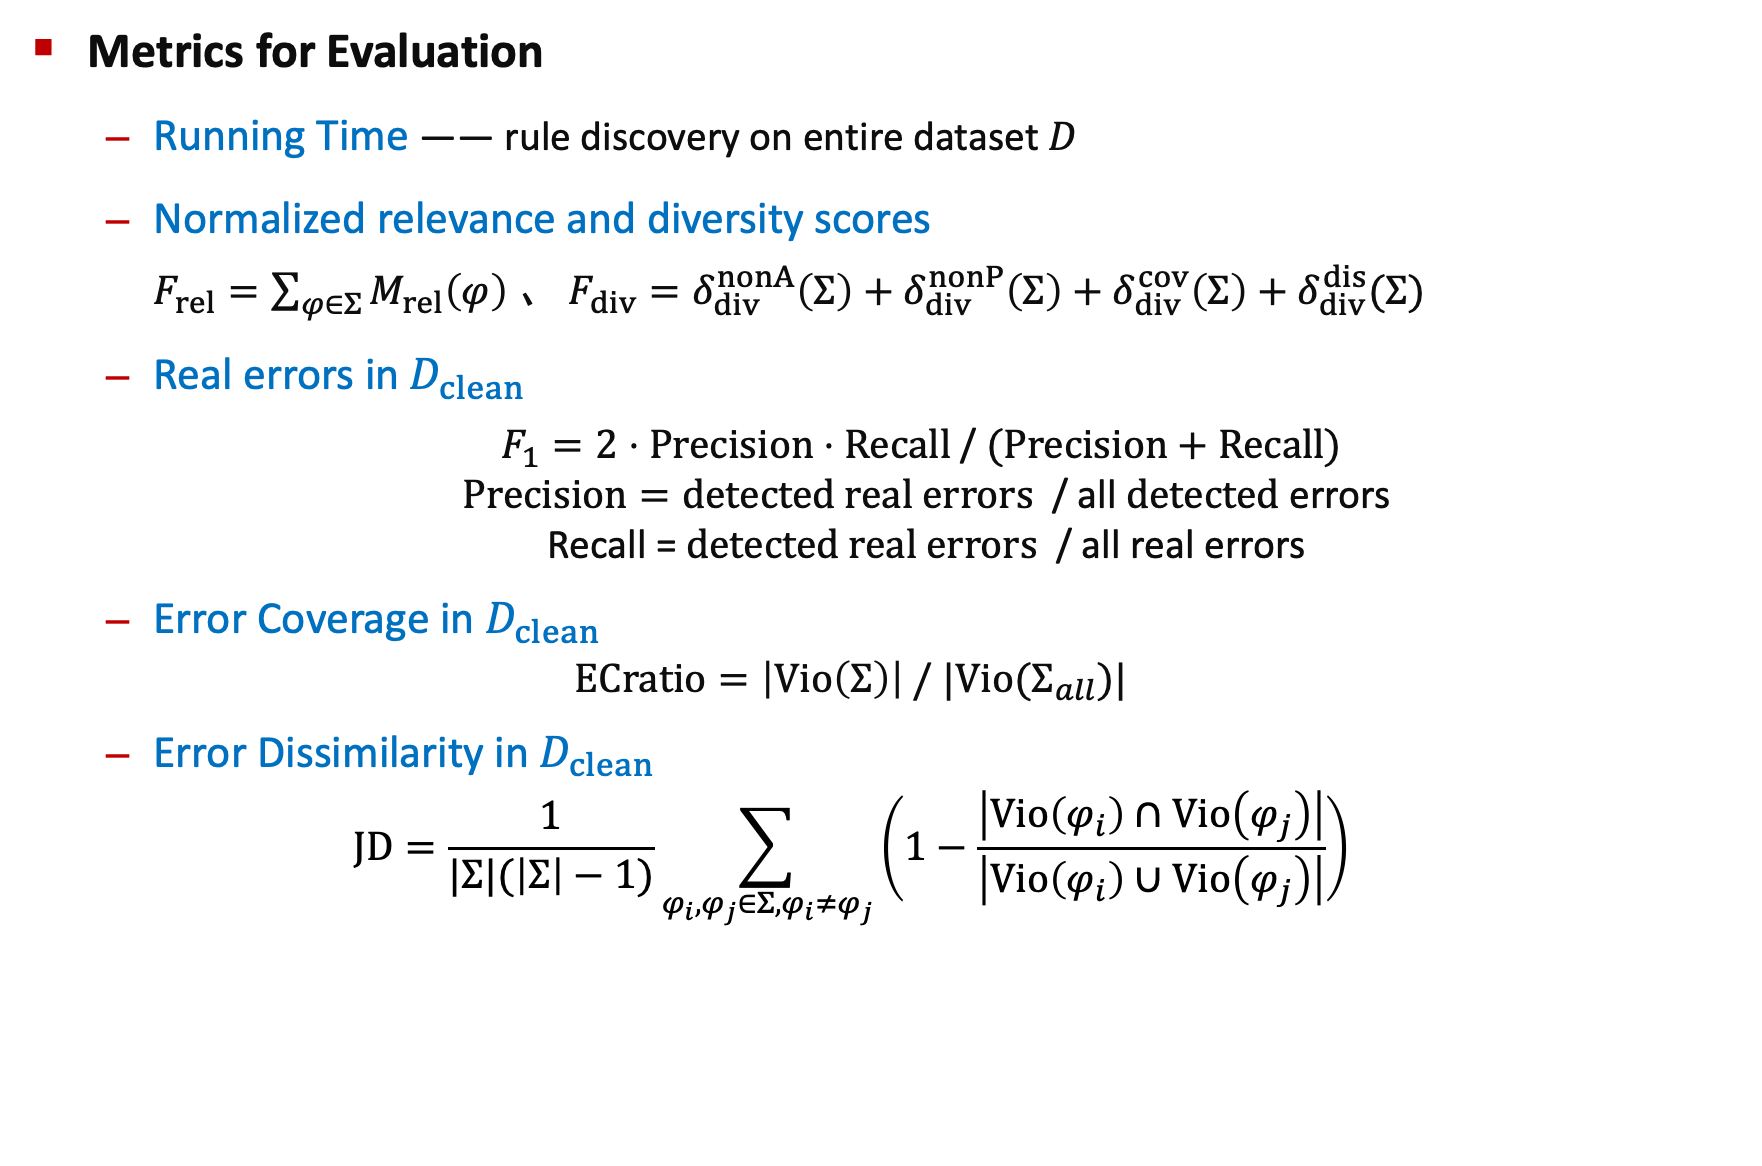 ▪ Metrics for Evaluation
– Running Time —— rule discovery on entire dataset D
– Normalized relevance and diversity scores
F_rel = ∑_{φ∈Σ} M_rel(φ) 、 F_div = δ_div^nonA(Σ) + δ_div^nonP(Σ) + δ_div^cov(Σ) + δ_div^dis(Σ)
– Real errors in D_clean
F_1 = 2 · Precision · Recall / (Precision + Recall)
Precision = detected real errors / all detected errors
Recall = detected real errors / all real errors
– Error Coverage in D_clean
ECratio = |Vio(Σ)| / |Vio(Σ_all)|
– Error Dissimilarity in D_clean
JD = 1 / (|Σ|(|Σ| − 1)) ∑_{φ_i,φ_j∈Σ,φ_i≠φ_j} (1 − |Vio(φ_i) ∩ Vio(φ_j)| / |Vio(φ_i) ∪ Vio(φ_j)|)